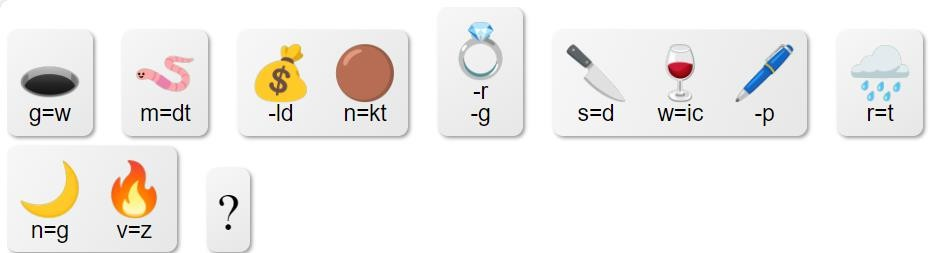 g=w m=dt -ld n=kt -r s=d w=ic -p r=t
-g
n=g v=z ?